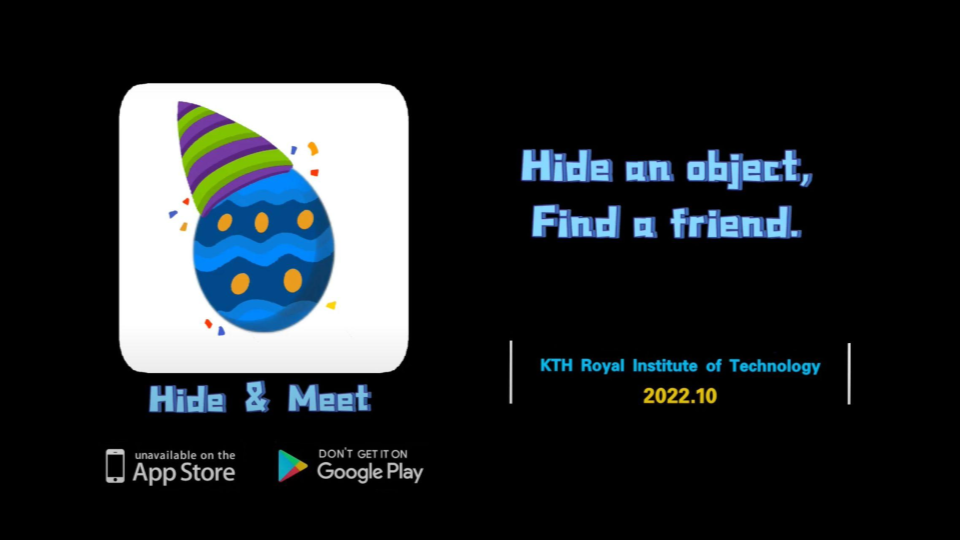 Hide an object,
Find a friend.
KTH Royal Institute of Technology
2022.10
Hide & Meet
unavailable on the
App Store
DON'T GET IT ON
Google Play